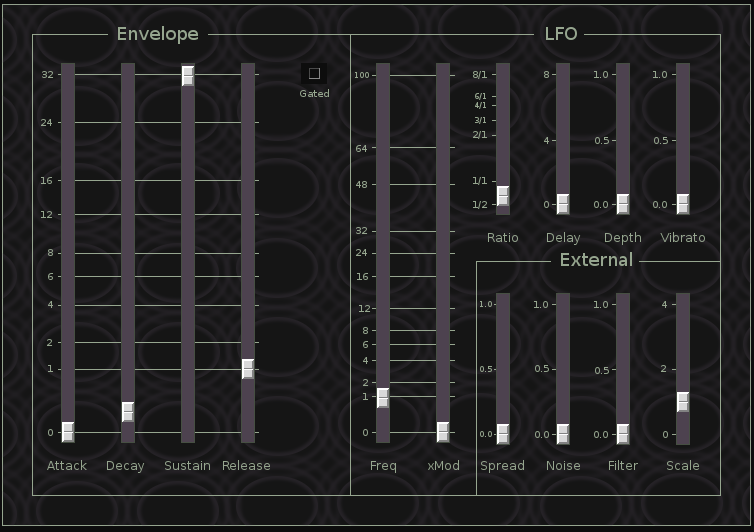 Envelope
LFO
32
24
16
12
8
6
4
2
1
0
Gated
100
64
48
32
24
16
12
8
6
4
2
1
0
8/1
6/1
4/1
3/1
2/1
1/1
1/2
8
4
0
1.0
0.5
0.0
1.0
0.5
0.0
Ratio
Delay
Depth
Vibrato
External
1.0
0.5
0.0
1.0
0.5
0.0
1.0
0.5
0.0
4
2
0
Attack
Decay
Sustain
Release
Freq
xMod
Spread
Noise
Filter
Scale